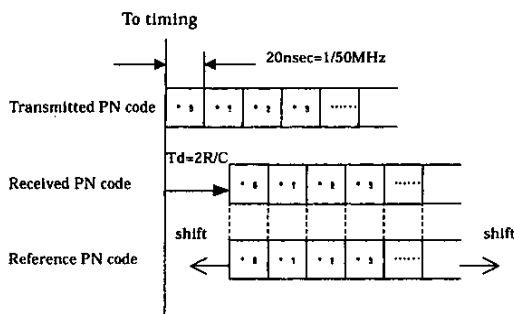 To timing
20nsec=1/50MHz
Transmitted PN code
Td=2R/C
Received PN code
shift
shift
Reference PN code